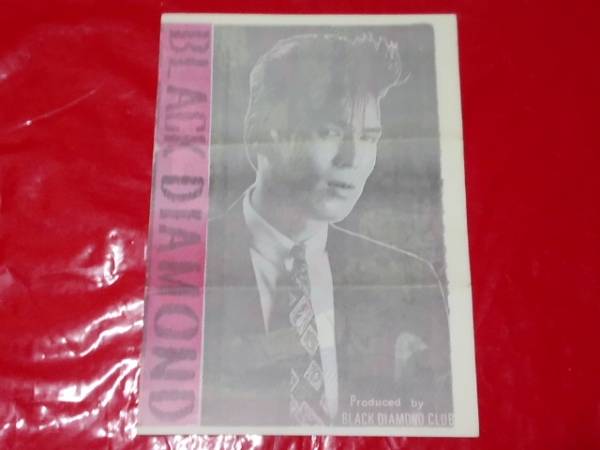 BLACK DIAMOND
Produced by
BLACK DIAMOND CLUB